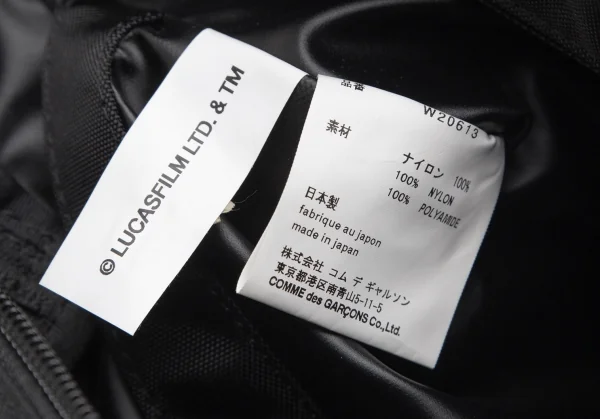 © LUCASFILM LTD. & TM
品番
W20613
素材
ナイロン 100%
100% NYLON
100% POLYAMIDE
日本製
fabrique au japon
made in japan
株式会社 コム デ ギャルソン
東京都港区南青山5-11-5
COMME des GARÇONS Co.,Ltd.